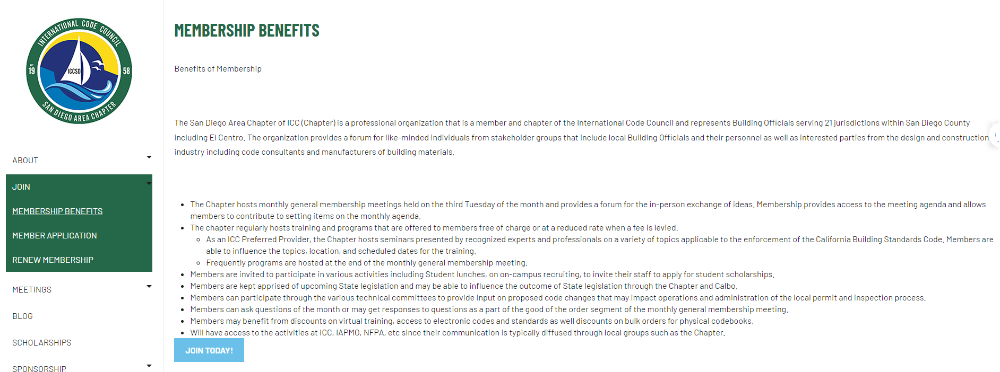 INTERNATIONAL CODE COUNCIL
EST
19
58
ICCSD
SAN DIEGO AREA CHAPTER
ABOUT
JOIN
MEMBERSHIP BENEFITS
MEMBER APPLICATION
RENEW MEMBERSHIP
MEETINGS
BLOG
SCHOLARSHIPS
SPONSORSHIP
MEMBERSHIP BENEFITS
Benefits of Membership
The San Diego Area Chapter of ICC (Chapter) is a professional organization that is a member and chapter of the International Code Council and represents Building Officials serving 21 jurisdictions within San Diego County
including El Centro. The organization provides a forum for like-minded individuals from stakeholder groups that include local Building Officials and their personnel as well as interested parties from the design and construction
industry including code consultants and manufacturers of building materials.
• The Chapter hosts monthly general membership meetings held on the third Tuesday of the month and provides a forum for the in-person exchange of ideas. Membership provides access to the meeting agenda and allows
members to contribute to setting items on the monthly agenda.
• The chapter regularly hosts training and programs that are offered to members free of charge or at a reduced rate when a fee is levied.
◦ As an ICC Preferred Provider, the Chapter hosts seminars presented by recognized experts and professionals on a variety of topics applicable to the enforcement of the California Building Standards Code. Members are
able to influence the topics, location, and scheduled dates for the training.
◦ Frequently programs are hosted at the end of the monthly general membership meeting.
• Members are invited to participate in various activities including Student lunches, on on-campus recruiting, to invite their staff to apply for student scholarships.
• Members are kept apprised of upcoming State legislation and may be able to influence the outcome of State legislation through the Chapter and Calbo.
• Members can participate through the various technical committees to provide input on proposed code changes that may impact operations and administration of the local permit and inspection process.
• Members can ask questions of the month or may get responses to questions as a part of the good of the order segment of the monthly general membership meeting.
• Members may benefit from discounts on virtual training, access to electronic codes and standards as well discounts on bulk orders for physical codebooks.
• Will have access to the activities at ICC, IAPMO, NFPA, etc since their communication is typically diffused through local groups such as the Chapter.
JOIN TODAY!